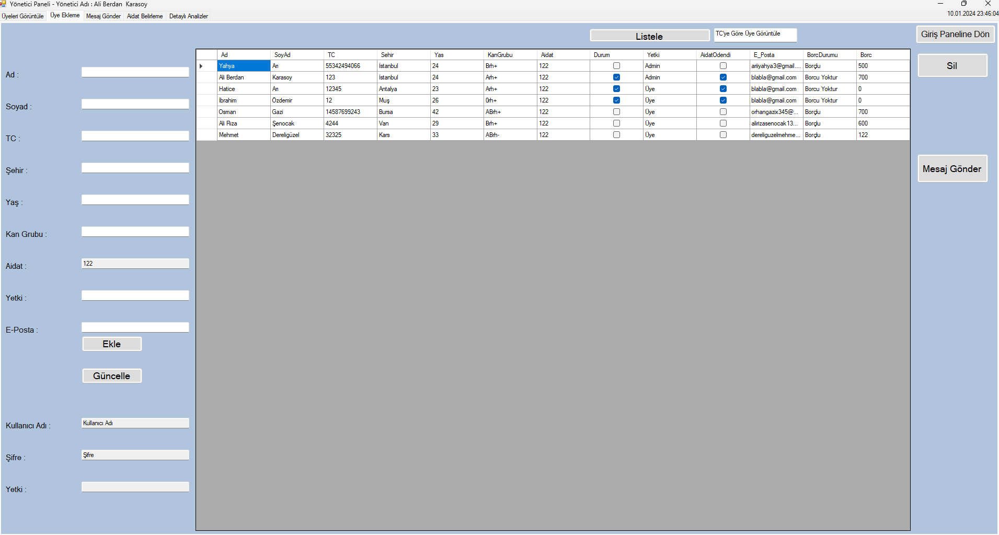 Yönetici Paneli - Yönetici Adı : Ali Berdan  Karasoy
Üyeleri Görüntüle Üye Ekleme Mesaj Gönder Aidat Belirleme Detaylı Analizler
10.01.2024 23:46:04
Listele
TC'ye Göre Üye Görüntüle
Giriş Paneline Dön
Sil
Mesaj Gönder
Ad SoyAd TC Sehir Yas KanGrubu Aidat Durum Yetki AidatOdendi E_Posta BorcDurumu Borc
Yahya Arı 55342494066 İstanbul 24 Brh+ 122 Admin ariiyahya3@gmail.... Borçlu 500
Ali Berdan Karasoy 123 İstanbul 24 Arh+ 122 Admin blabla@gmail.com Borcu Yoktur 700
Hatice Arı 12345 Antalya 23 Arh+ 122 Üye blabla@gmail.com Borcu Yoktur 0
İbrahim Özdemir 12 Muş 26 0rh+ 122 Üye blabla@gmail.com Borcu Yoktur 0
Osman Gazi 14587699243 Bursa 42 ABrh+ 122 Üye orhangazix345@... Borçlu 700
Ali Rıza Şenocak 4244 Van 29 Brh+ 122 Üye alirizasenocak13... Borçlu 600
Mehmet Dereligüzel 32325 Kars 33 ABrh- 122 Üye dereliguzelmehme... Borçlu 122
Ad :
Soyad :
TC :
Şehir :
Yaş :
Kan Grubu :
Aidat : 122
Yetki :
E-Posta :
Ekle
Güncelle
Kullanıcı Adı : Kullanıcı Adı
Şifre : Şifre
Yetki :